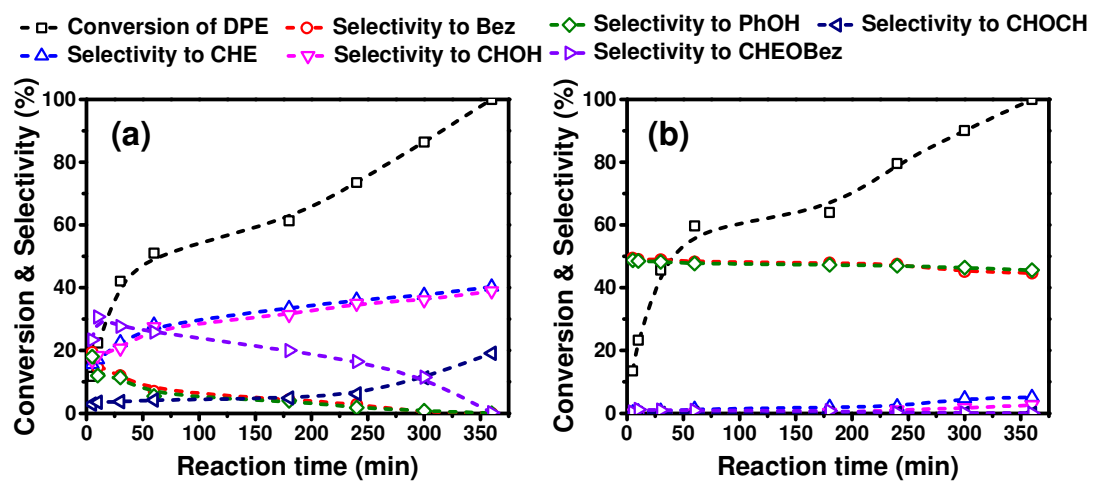 Conversion of DPE Selectivity to Bez Selectivity to PhOH Selectivity to CHOCH
Selectivity to CHE Selectivity to CHOH Selectivity to CHEOBez
Conversion & Selectivity (%)
100
80
60
40
20
0
(a)
0 50 100 150 200 250 300 350
Reaction time (min)
Conversion & Selectivity (%)
100
80
60
40
20
0
(b)
0 50 100 150 200 250 300 350
Reaction time (min)